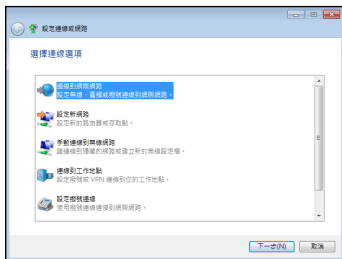 設定連線或網路
選擇連線選項
連線到網際網路
設定無線、寬頻或撥號連線到網際網路。
設定新網路
設定新的路由器或存取點。
手動連線到無線網路
連線到隱藏的網路或建立新的無線設定檔。
連線到工作地點
設定撥號或 VPN 連線到您的工作地點。
設定撥號連線
使用撥號連線連接到網際網路。
下一步(N)
取消